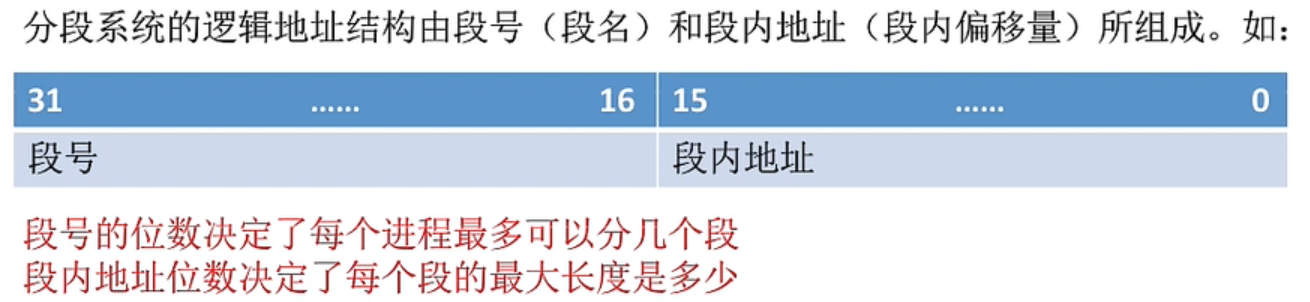 分段系统的逻辑地址结构由段号（段名）和段内地址（段内偏移量）所组成。如：
31 …… 16 15 …… 0
段号 段内地址
段号的位数决定了每个进程最多可以分几个段
段内地址位数决定了每个段的最大长度是多少